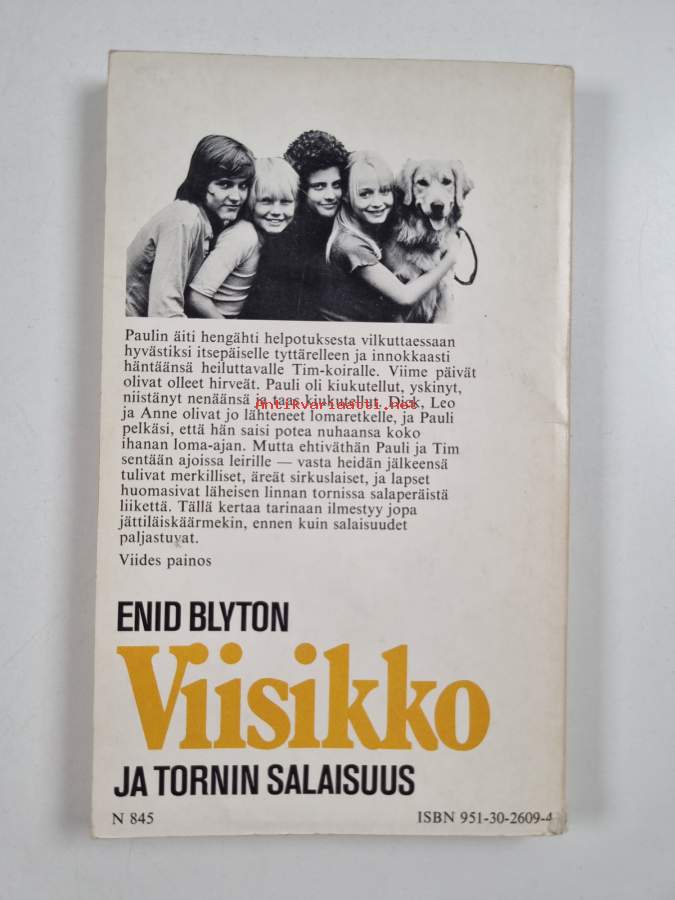 Paulin äiti hengähti helpotuksesta vilkuttaessaan
hyvästiksi itsepäiselle tyttärelleen ja innokkaasti
häntäänsä heiluttavalle Tim-koiralle. Viime päivät
olivat olleet hirveät. Pauli oli kiukutellut, yskinyt,
niistänyt nenäänsä ja taas kiukutellut. Dick, Leo
Antikvariaatti.net
ja Anne olivat jo lähteneet lomaretkelle, ja Pauli
pelkäsi, että hän saisi potea nuhaansa koko
ihanan loma-ajan. Mutta ehtiväthän Pauli ja Tim
sentään ajoissa leirille — vasta heidän jälkeensä
tulivat merkilliset, äreät sirkuslaiset, ja lapset
huomasivat läheisen linnan tornissa salaperäistä
liikettä. Tällä kertaa tarinaan ilmestyy jopa
jättiläiskäärmekin, ennen kuin salaisuudet
paljastuvat.
Viides painos
ENID BLYTON
Viisikko
JA TORNIN SALAISUUS
N 845
ISBN 951-30-2609-4